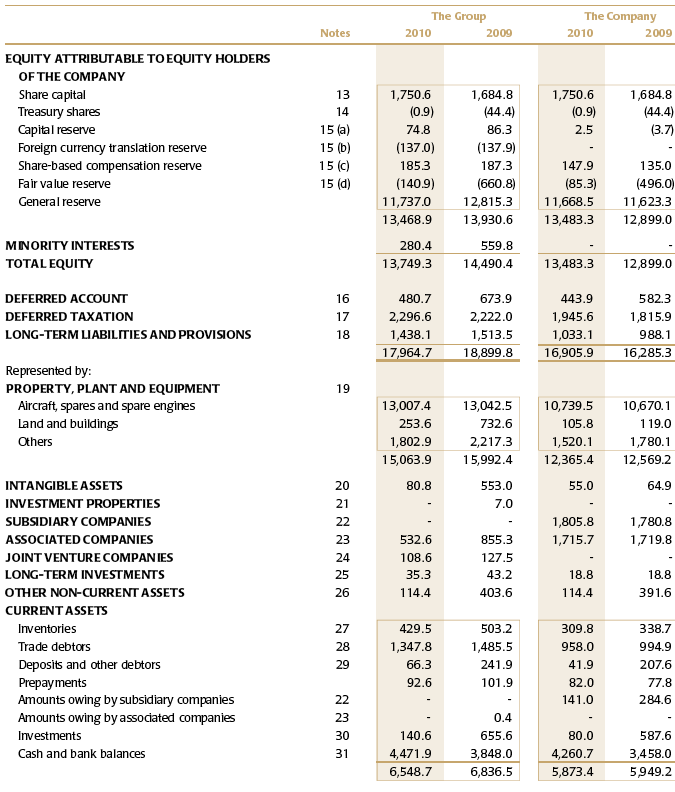 The Group The Company
Notes 2010 2009 2010 2009
EQUITY ATTRIBUTABLE TO EQUITY HOLDERS
OF THE COMPANY
Share capital 13 1,750.6 1,684.8 1,750.6 1,684.8
Treasury shares 14 (0.9) (44.4) (0.9) (44.4)
Capital reserve 15 (a) 74.8 86.3 2.5 (3.7)
Foreign currency translation reserve 15 (b) (137.0) (137.9) - -
Share-based compensation reserve 15 (c) 185.3 187.3 147.9 135.0
Fair value reserve 15 (d) (140.9) (660.8) (85.3) (496.0)
General reserve 11,737.0 12,815.3 11,668.5 11,623.3
13,468.9 13,930.6 13,483.3 12,899.0
MINORITY INTERESTS 280.4 559.8 - -
TOTAL EQUITY 13,749.3 14,490.4 13,483.3 12,899.0
DEFERRED ACCOUNT 16 480.7 673.9 443.9 582.3
DEFERRED TAXATION 17 2,296.6 2,222.0 1,945.6 1,815.9
LONG-TERM LIABILITIES AND PROVISIONS 18 1,438.1 1,513.5 1,033.1 988.1
17,964.7 18,899.8 16,905.9 16,285.3
Represented by:
PROPERTY, PLANT AND EQUIPMENT 19
Aircraft, spares and spare engines 13,007.4 13,042.5 10,739.5 10,670.1
Land and buildings 253.6 732.6 105.8 119.0
Others 1,802.9 2,217.3 1,520.1 1,780.1
15,063.9 15,992.4 12,365.4 12,569.2
INTANGIBLE ASSETS 20 80.8 553.0 55.0 64.9
INVESTMENT PROPERTIES 21 - 7.0 - -
SUBSIDIARY COMPANIES 22 - - 1,805.8 1,780.8
ASSOCIATED COMPANIES 23 532.6 855.3 1,715.7 1,719.8
JOINT VENTURE COMPANIES 24 108.6 127.5 - -
LONG-TERM INVESTMENTS 25 35.3 43.2 18.8 18.8
OTHER NON-CURRENT ASSETS 26 114.4 403.6 114.4 391.6
CURRENT ASSETS
Inventories 27 429.5 503.2 309.8 338.7
Trade debtors 28 1,347.8 1,485.5 958.0 994.9
Deposits and other debtors 29 66.3 241.9 41.9 207.6
Prepayments 92.6 101.9 82.0 77.8
Amounts owing by subsidiary companies 22 - - 141.0 284.6
Amounts owing by associated companies 23 - 0.4 - -
Investments 30 140.6 655.6 80.0 587.6
Cash and bank balances 31 4,471.9 3,848.0 4,260.7 3,458.0
6,548.7 6,836.5 5,873.4 5,949.2